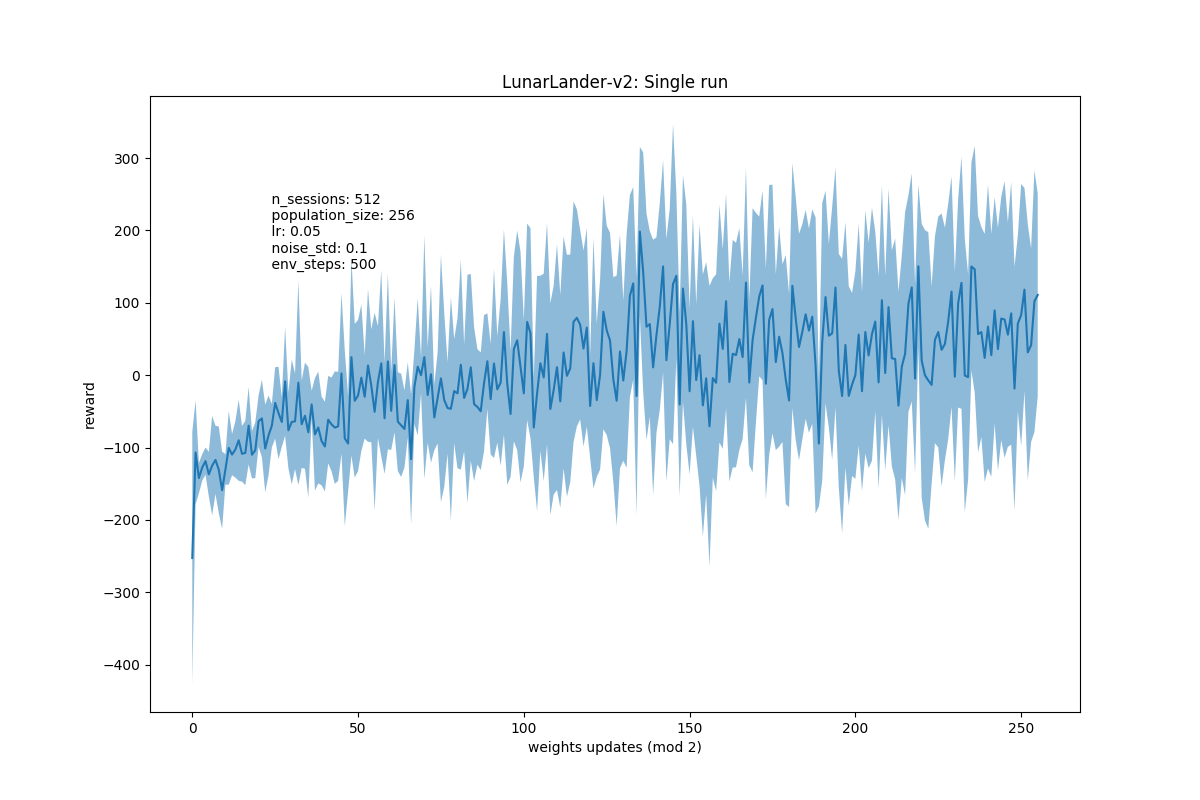 LunarLander-v2: Single run
300
200
100
0
−100
−200
−300
−400
reward
n_sessions: 512
population_size: 256
lr: 0.05
noise_std: 0.1
env_steps: 500
0 50 100 150 200 250
weights updates (mod 2)